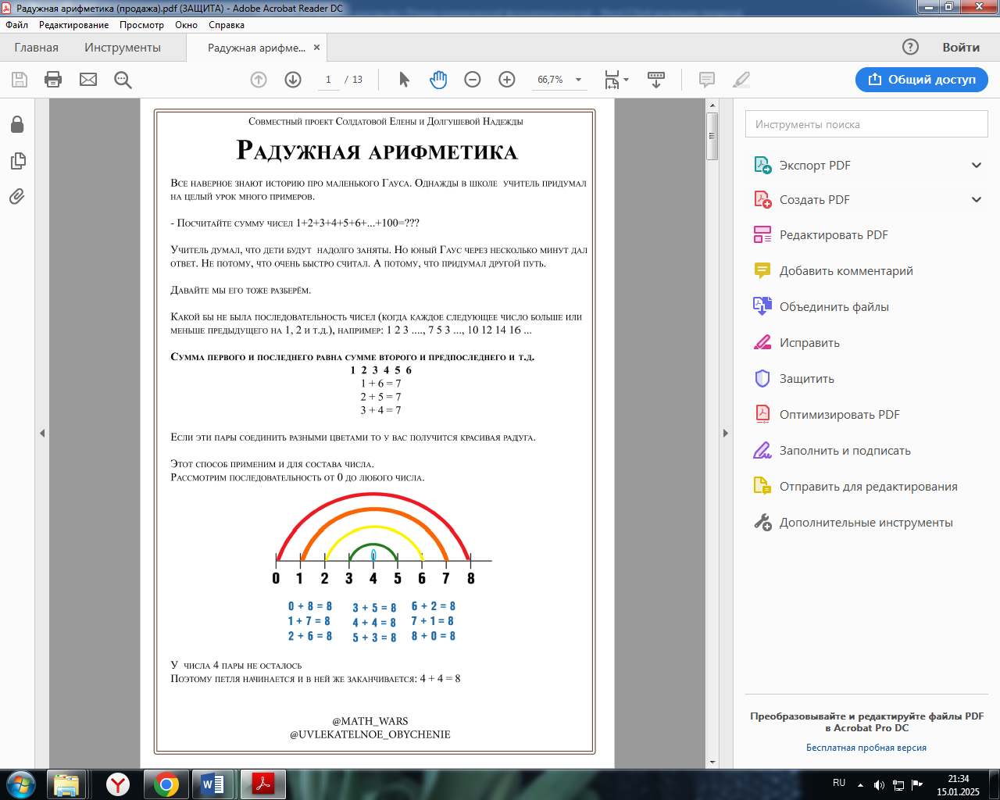 Радужная арифметика (продажа).pdf (ЗАЩИТА) - Adobe Acrobat Reader DC
Файл Редактирование Просмотр Окно Справка
Главная Инструменты Радужная арифме... × Войти
1 / 13 66,7% Общий доступ
Совместный проект Солдатовой Елены и Долгушевой Надежды
Радужная арифметика
Все наверное знают историю про маленького Гауса. Однажды в школе учитель придумал
на целый урок много примеров.
- Посчитайте сумму чисел 1+2+3+4+5+6+...+100=???
Учитель думал, что дети будут надолго заняты. Но юный Гаус через несколько минут дал
ответ. Не потому, что очень быстро считал. А потому, что придумал другой путь.
Давайте мы его тоже разберём.
Какой бы не была последовательность чисел (когда каждое следующее число больше или
меньше предыдущего на 1, 2 и т.д.), например: 1 2 3 ...., 7 5 3 ..., 10 12 14 16 ...
Сумма первого и последнего равна сумме второго и предпоследнего и т.д.
1 2 3 4 5 6
1 + 6 = 7
2 + 5 = 7
3 + 4 = 7
Если эти пары соединить разными цветами то у вас получится красивая радуга.
Этот способ применим и для состава числа.
Рассмотрим последовательность от 0 до любого числа.
0 1 2 3 4 5 6 7 8
0 + 8 = 8 3 + 5 = 8 6 + 2 = 8
1 + 7 = 8 4 + 4 = 8 7 + 1 = 8
2 + 6 = 8 5 + 3 = 8 8 + 0 = 8
У числа 4 пары не осталось
Поэтому петля начинается и в ней же заканчивается: 4 + 4 = 8
@MATH_WARS
@UVLEKATELNOE_OBYCHENIE
Инструменты поиска
Экспорт PDF
Создать PDF
Редактировать PDF
Добавить комментарий
Объединить файлы
Исправить
Защитить
Оптимизировать PDF
Заполнить и подписать
Отправить для редактирования
Дополнительные инструменты
Преобразовывайте и редактируйте файлы PDF
в Acrobat Pro DC
Бесплатная пробная версия
RU 21:34
15.01.2025